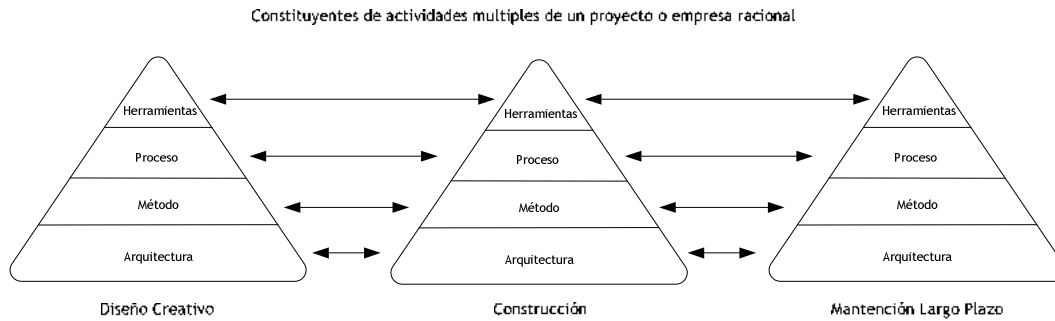 Constituyentes de actividades multiples de un proyecto o empresa racional
Herramientas
Proceso
Método
Arquitectura
Diseño Creativo
Herramientas
Proceso
Método
Arquitectura
Construcción
Herramientas
Proceso
Método
Arquitectura
Mantención Largo Plazo